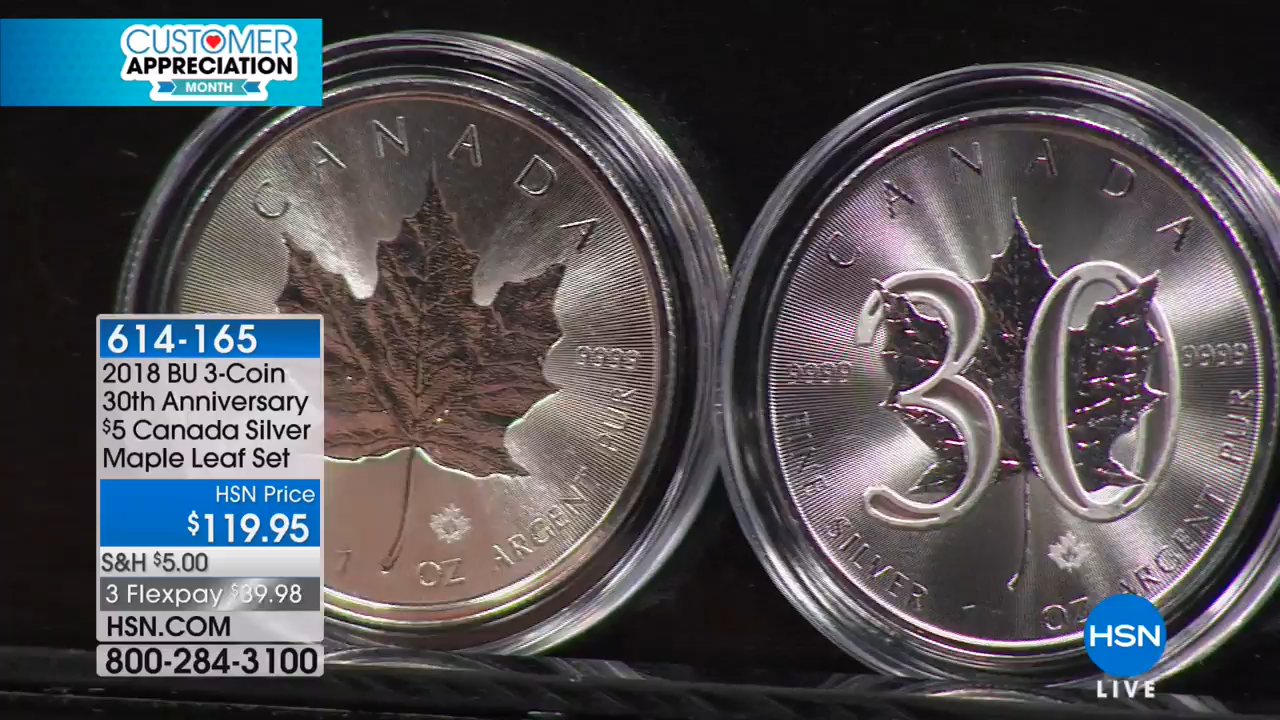 CUSTOMER
APPRECIATION
MONTH
614-165
2018 BU 3-Coin
30th Anniversary
$5 Canada Silver
Maple Leaf Set
HSN Price
$119.95
S&H $5.00
3 Flexpay $39.98
HSN.COM
800-284-3100
CANADA
9999
PUR
OZ ARGENT
CANADA
30
9999
9999
FINE SILVER
OZ ARGENT PUR
HSN
LIVE